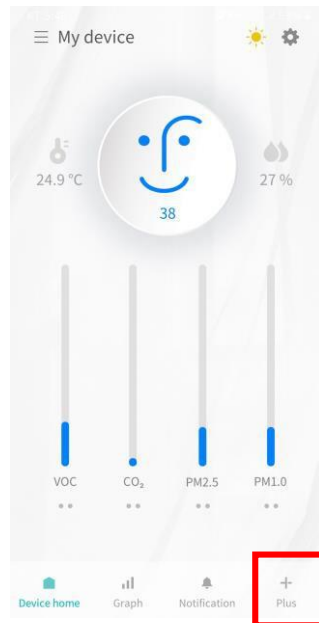 My device
24.9 °C
27 %
38
VOC CO₂ PM2.5 PM1.0
Device home Graph Notification Plus